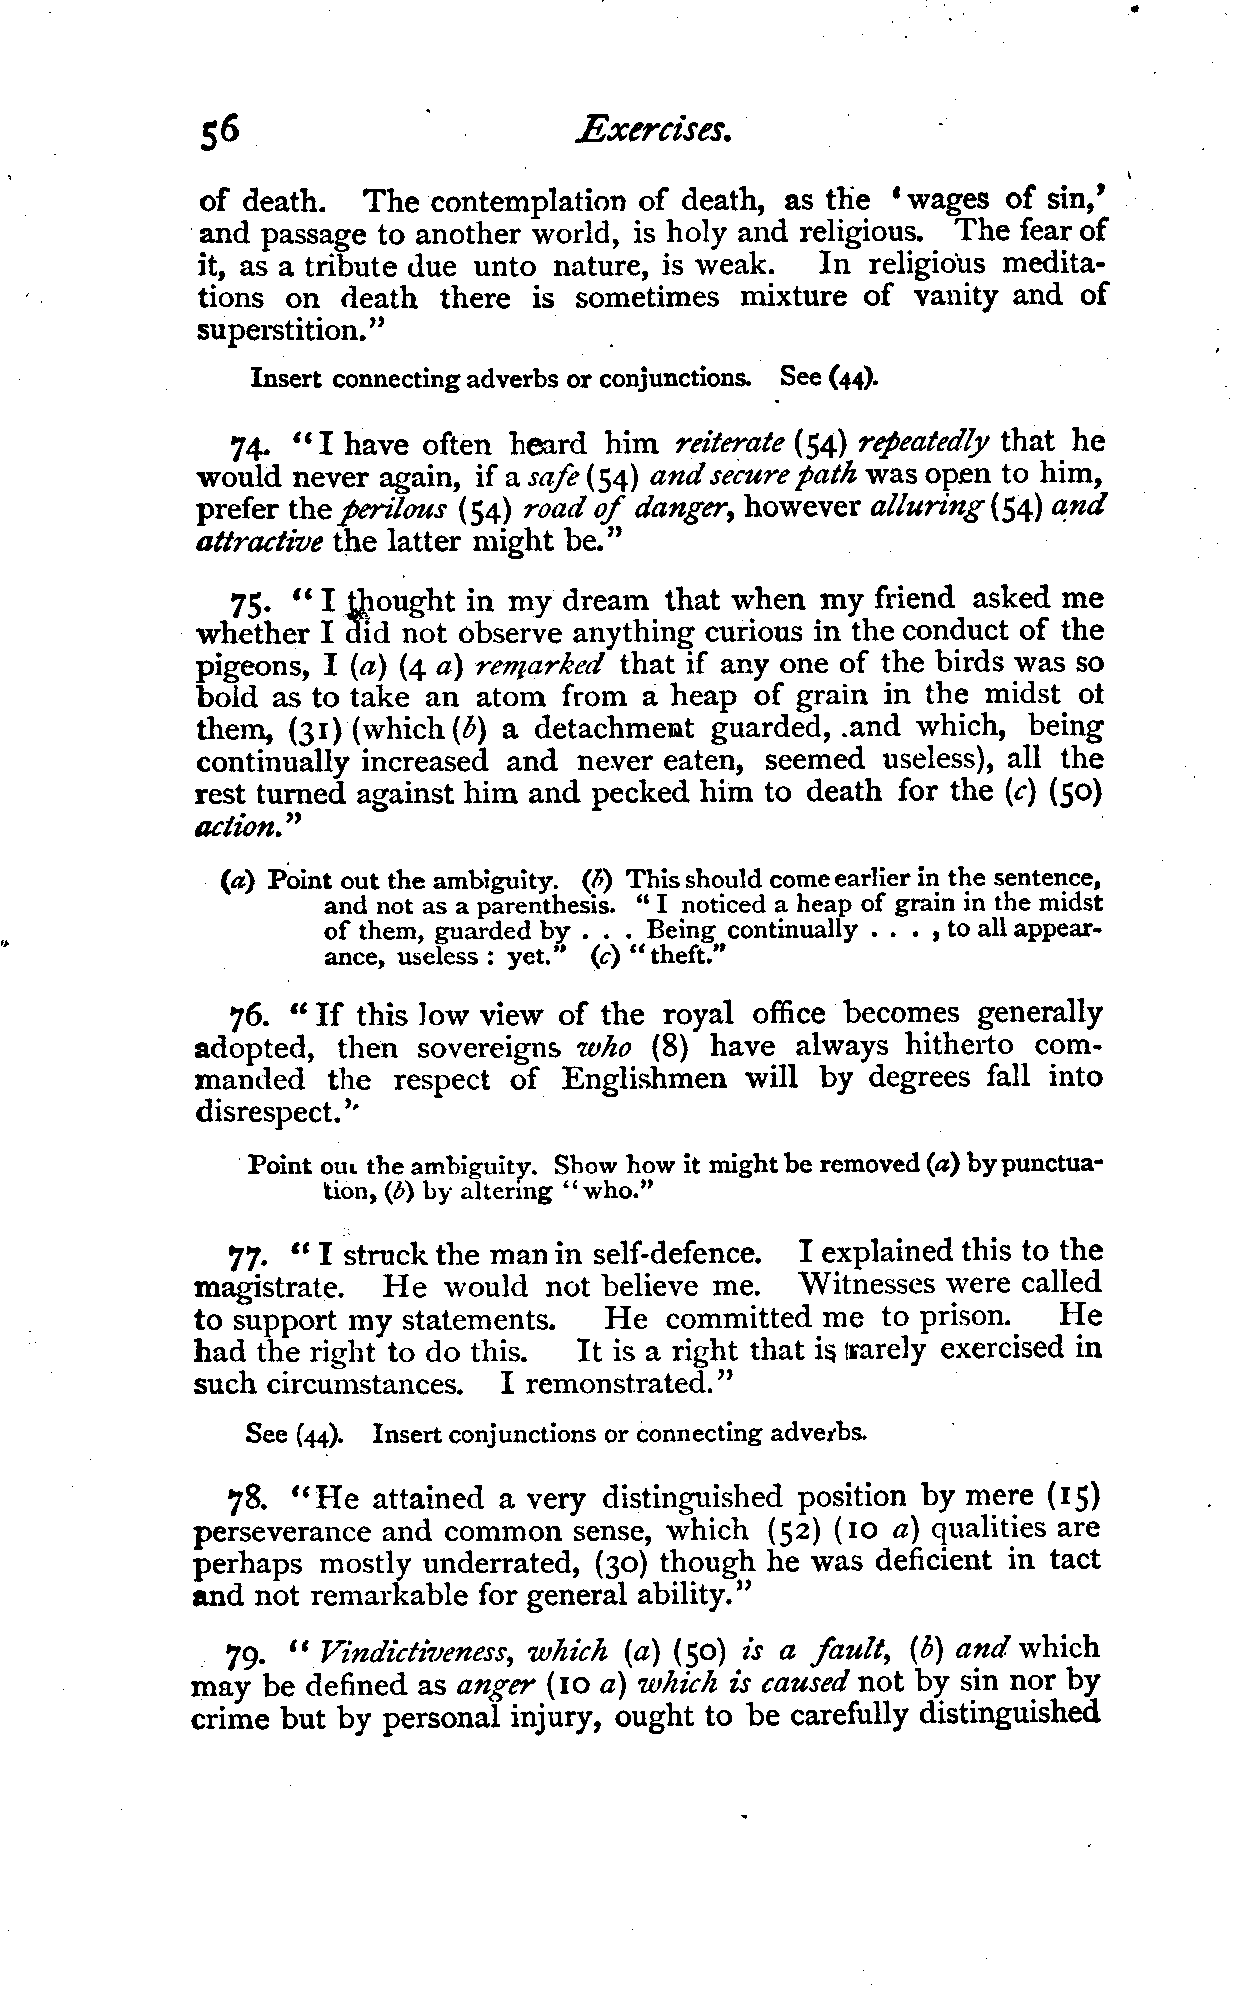 56 Exercises.
of death. The contemplation of death, as the ‘wages of sin,’
and passage to another world, is holy and religious. The fear of
it, as a tribute due unto nature, is weak. In religious medita-
tions on death there is sometimes mixture of vanity and of
superstition.”
Insert connecting adverbs or conjunctions. See (44).
74. “I have often heard him reiterate (54) repeatedly that he
would never again, if a safe (54) and secure path was open to him,
prefer the perilous (54) road of danger, however alluring (54) and
attractive the latter might be.”
75. “I thought in my dream that when my friend asked me
whether I did not observe anything curious in the conduct of the
pigeons, I (a) (4 a) remarked that if any one of the birds was so
bold as to take an atom from a heap of grain in the midst of
them, (31) (which (b) a detachment guarded, and which, being
continually increased and never eaten, seemed useless), all the
rest turned against him and pecked him to death for the (c) (50)
action.”
(a) Point out the ambiguity. (b) This should come earlier in the sentence,
and not as a parenthesis. “I noticed a heap of grain in the midst
of them, guarded by . . . Being continually . . . , to all appear-
ance, useless : yet.” (c) “theft.”
76. “If this low view of the royal office becomes generally
adopted, then sovereigns who (8) have always hitherto com-
manded the respect of Englishmen will by degrees fall into
disrespect.”
Point out the ambiguity. Show how it might be removed (a) by punctua-
tion, (b) by altering “who.”
77. “I struck the man in self-defence. I explained this to the
magistrate. He would not believe me. Witnesses were called
to support my statements. He committed me to prison. He
had the right to do this. It is a right that is rarely exercised in
such circumstances. I remonstrated.”
See (44). Insert conjunctions or connecting adverbs.
78. “He attained a very distinguished position by mere (15)
perseverance and common sense, which (52) (10 a) qualities are
perhaps mostly underrated, (30) though he was deficient in tact
and not remarkable for general ability.”
79. “Vindictiveness, which (a) (50) is a fault, (b) and which
may be defined as anger (10 a) which is caused not by sin nor by
crime but by personal injury, ought to be carefully distinguished